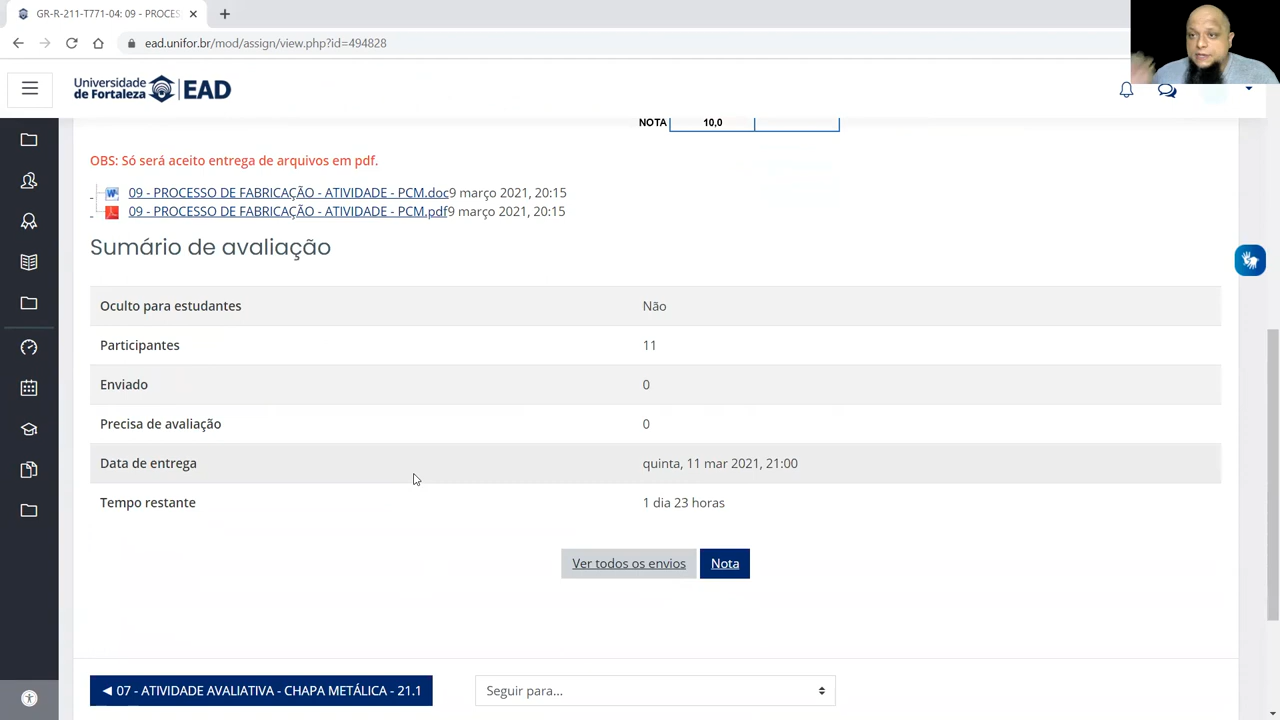 GR-R-211-T771-04: 09 - PROCES
ead.unifor.br/mod/assign/view.php?id=494828
Universidade
de Fortaleza EAD
NOTA 10,0
OBS: Só será aceito entrega de arquivos em pdf.
09 - PROCESSO DE FABRICAÇÃO - ATIVIDADE - PCM.doc9 março 2021, 20:15
09 - PROCESSO DE FABRICAÇÃO - ATIVIDADE - PCM.pdf9 março 2021, 20:15
Sumário de avaliação
Oculto para estudantes Não
Participantes 11
Enviado 0
Precisa de avaliação 0
Data de entrega quinta, 11 mar 2021, 21:00
Tempo restante 1 dia 23 horas
Ver todos os envios Nota
◀ 07 - ATIVIDADE AVALIATIVA - CHAPA METÁLICA - 21.1
Seguir para...